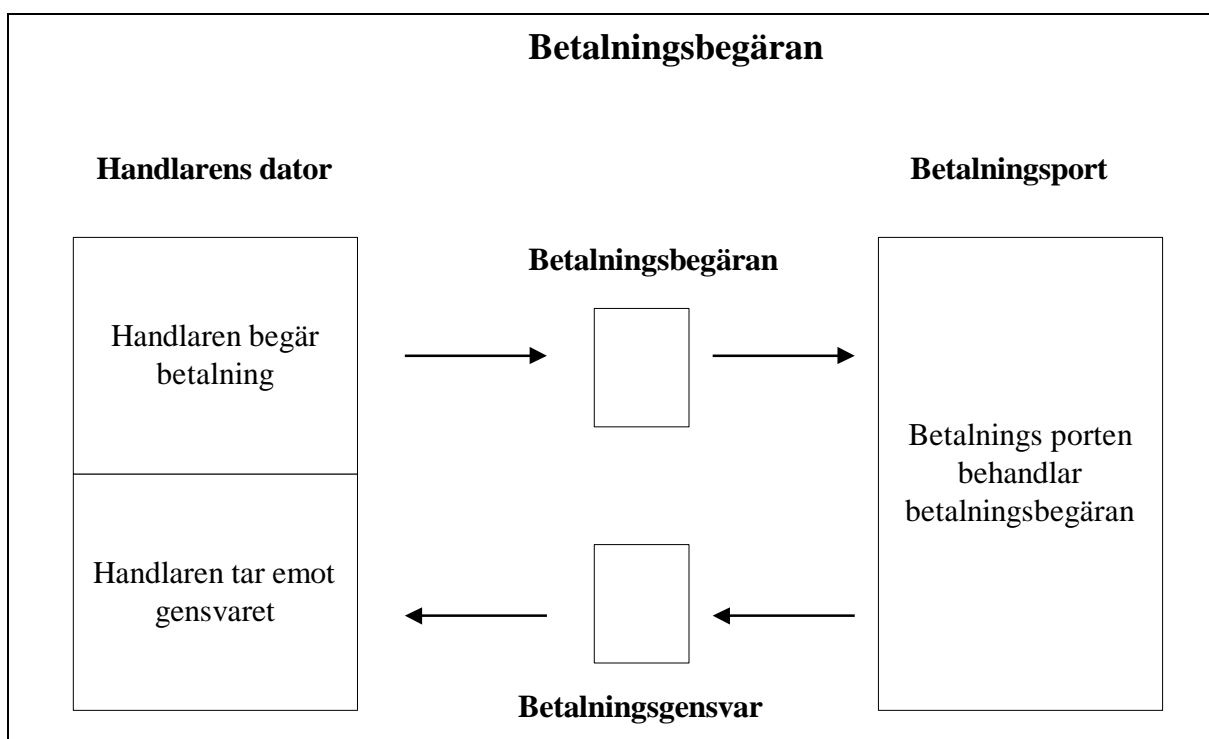 Betalningsbegäran
Handlarens dator
Betalningsport
Betalningsbegäran
Handlaren begär
betalning
Betalnings porten
behandlar
betalningsbegäran
Handlaren tar emot
gensvaret
Betalningsgensvar